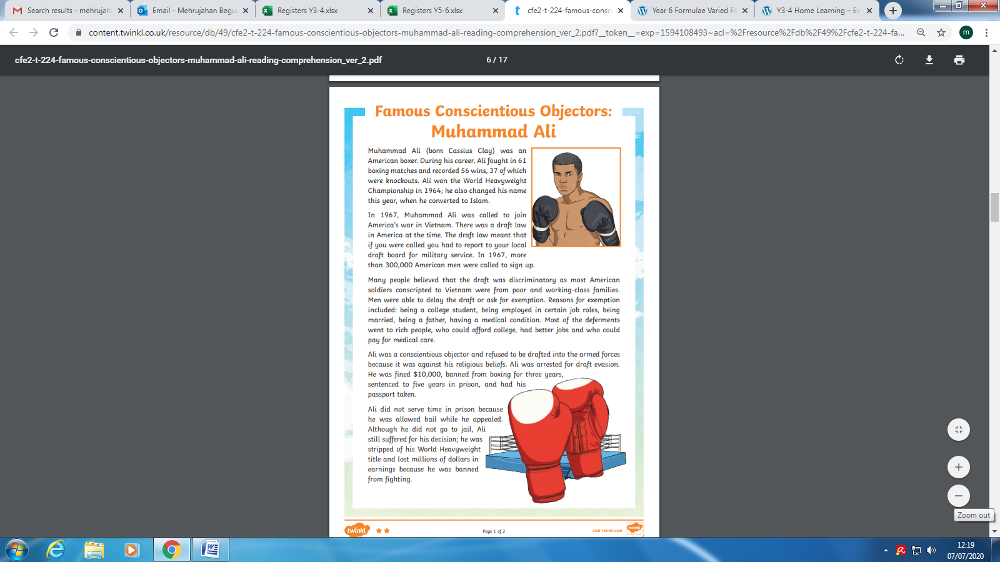 Search results - mehrujaha
Email - Mehrujahan Begu
Registers Y3-4.xlsx
Registers Y5-6.xlsx
cfe2-t-224-famous-consc
Year 6 Formulae Varied Fl
Y3-4 Home Learning – Ev
content.twinkl.co.uk/resource/db/49/cfe2-t-224-famous-conscientious-objectors-muhammad-ali-reading-comprehension_ver_2.pdf?__token__=exp=1594108493~acl=%2Fresource%2Fdb%2F49%2Fcfe2-t-224-fa...
m
cfe2-t-224-famous-conscientious-objectors-muhammad-ali-reading-comprehension_ver_2.pdf
6 / 17
Famous Conscientious Objectors:
Muhammad Ali
Muhammad Ali (born Cassius Clay) was an
American boxer. During his career, Ali fought in 61
boxing matches and recorded 56 wins, 37 of which
were knockouts. Ali won the World Heavyweight
Championship in 1964; he also changed his name
this year, when he converted to Islam.
In 1967, Muhammad Ali was called to join
America's war in Vietnam. There was a draft law
in America at the time. The draft law meant that
if you were called you had to report to your local
draft board for military service. In 1967, more
than 300,000 American men were called to sign up.
Many people believed that the draft was discriminatory as most American
soldiers conscripted to Vietnam were from poor and working-class families.
Men were able to delay the draft or ask for exemption. Reasons for exemption
included: being a college student, being employed in certain job roles, being
married, being a father, having a medical condition. Most of the deferments
went to rich people, who could afford college, had better jobs and who could
pay for medical care.
Ali was a conscientious objector and refused to be drafted into the armed forces
because it was against his religious beliefs. Ali was arrested for draft evasion.
He was fined $10,000, banned from boxing for three years,
sentenced to five years in prison, and had his
passport taken.
Ali did not serve time in prison because
he was allowed bail while he appealed.
Although he did not go to jail, Ali
still suffered for his decision; he was
stripped of his World Heavyweight
title and lost millions of dollars in
earnings because he was banned
from fighting.
Zoom out
twinkl
Page 1 of 2
visit twinkl.com
twinkl
12:19
07/07/2020